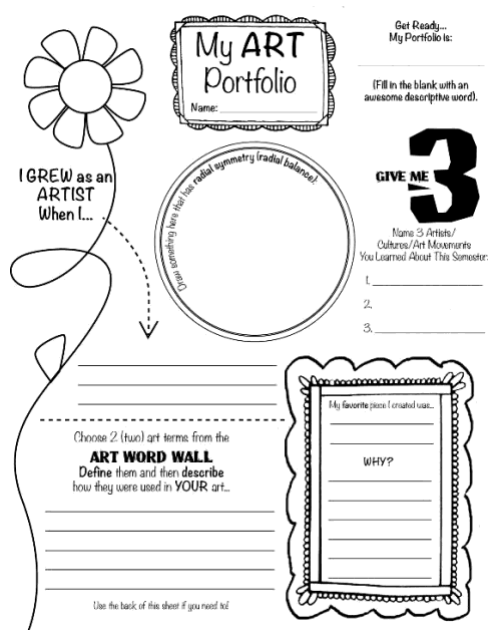 My ART
Portfolio
Name:
Get Ready...
My Portfolio is:
(Fill in the blank with an
awesome descriptive word).
I GREW as an
ARTIST
When I...
Draw something here that has radial symmetry (radial balance):
GIVE ME 3
Name 3 Artists/
Cultures/Art Movements
You Learned About This Semester:
1.
2.
3.
Choose 2 (two) art terms from the
ART WORD WALL
Define them and then describe
how they were used in YOUR art...
Use the back of this sheet if you need to!
My favorite piece I created was...
WHY?